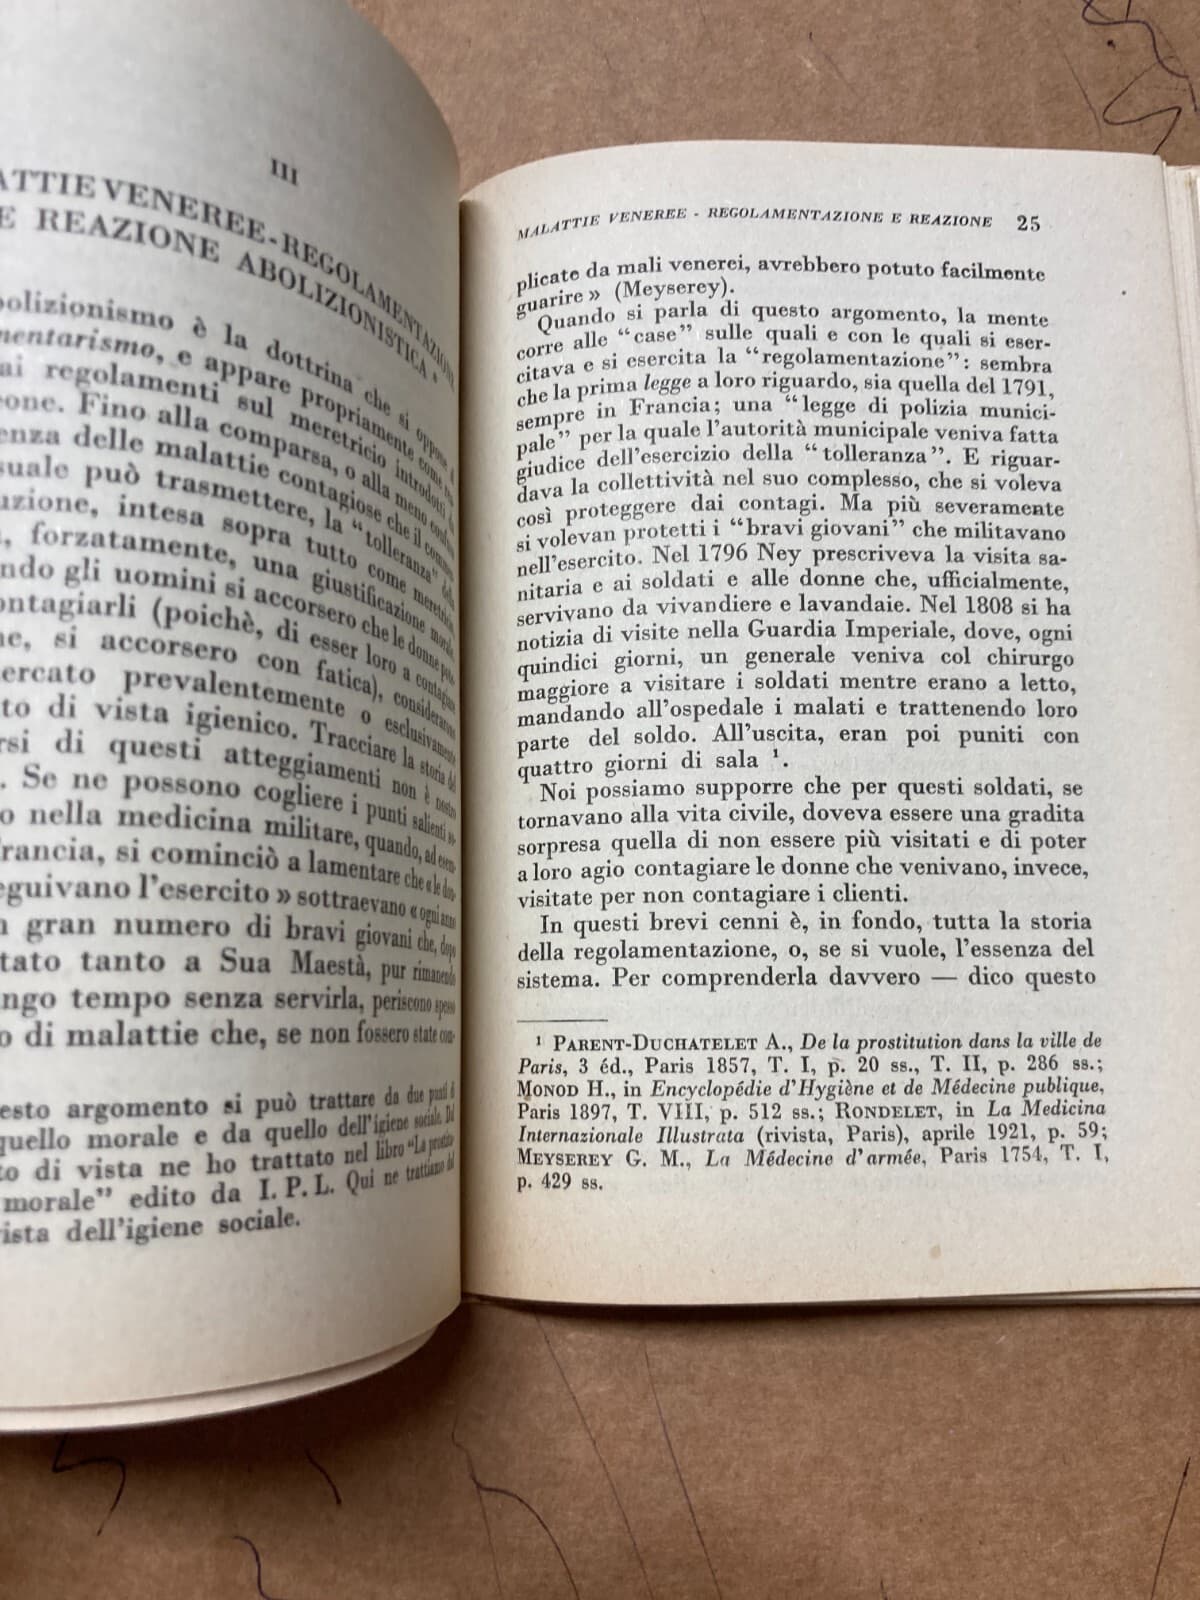 III
ATTIE VENEREE-REGOLAMENTAZIONE
E REAZIONE ABOLIZIONISTICA *
bolizionismo è la dottrina che si oppone
mentarismo, e appare propriamente come
ai regolamenti sul meretricio introdotti
one. Fino alla comparsa, o alla meno
enza delle malattie contagiose che il
suale può trasmettere, la "tolleranza" della
uzione, intesa sopra tutto come meretricio
, forzatamente, una giustificazione morale.
ndo gli uomini si accorsero che le donne
ontagiarli (poichè, di esser loro a contagiare
ne, si accorsero con fatica), considerarono
ercato prevalentemente o esclusivamente
to di vista igienico. Tracciare la storia
rsi di questi atteggiamenti non è nostro
. Se ne possono cogliere i punti salienti
o nella medicina militare, quando, ad esem-
rancia, si cominciò a lamentare che « le don-
eguivano l'esercito » sottraevano « ogni anno
n gran numero di bravi giovani che, dopo
tato tanto a Sua Maestà, pur rimanendo
ngo tempo senza servirla, periscono spesso
o di malattie che, se non fossero state com-
esto argomento si può trattare da due punti di
quello morale e da quello dell'igiene sociale. Dal
to di vista ne ho trattato nel libro "La prostitu-
morale" edito da I. P. L. Qui ne trattiamo dal
ista dell'igiene sociale.
MALATTIE VENEREE - REGOLAMENTAZIONE E REAZIONE 25
plicate da mali venerei, avrebbero potuto facilmente
guarire » (Meyserey).
Quando si parla di questo argomento, la mente
corre alle "case" sulle quali e con le quali si eser-
citava e si esercita la "regolamentazione": sembra
che la prima legge a loro riguardo, sia quella del 1791,
sempre in Francia; una "legge di polizia munici-
pale" per la quale l'autorità municipale veniva fatta
giudice dell'esercizio della "tolleranza". E riguar-
dava la collettività nel suo complesso, che si voleva
così proteggere dai contagi. Ma più severamente
si volevan protetti i "bravi giovani" che militavano
nell'esercito. Nel 1796 Ney prescriveva la visita sa-
nitaria e ai soldati e alle donne che, ufficialmente,
servivano da vivandiere e lavandaie. Nel 1808 si ha
notizia di visite nella Guardia Imperiale, dove, ogni
quindici giorni, un generale veniva col chirurgo
maggiore a visitare i soldati mentre erano a letto,
mandando all'ospedale i malati e trattenendo loro
parte del soldo. All'uscita, eran poi puniti con
quattro giorni di sala ¹.
Noi possiamo supporre che per questi soldati, se
tornavano alla vita civile, doveva essere una gradita
sorpresa quella di non essere più visitati e di poter
a loro agio contagiare le donne che venivano, invece,
visitate per non contagiare i clienti.
In questi brevi cenni è, in fondo, tutta la storia
della regolamentazione, o, se si vuole, l'essenza del
sistema. Per comprenderla davvero — dico questo
¹ PARENT-DUCHATELET A., De la prostitution dans la ville de
Paris, 3 éd., Paris 1857, T. I, p. 20 ss., T. II, p. 286 ss.;
MONOD H., in Encyclopédie d'Hygiène et de Médecine publique,
Paris 1897, T. VIII, p. 512 ss.; RONDELET, in La Medicina
Internazionale Illustrata (rivista, Paris), aprile 1921, p. 59;
MEYSEREY G. M., La Médecine d'armée, Paris 1754, T. I,
p. 429 ss.